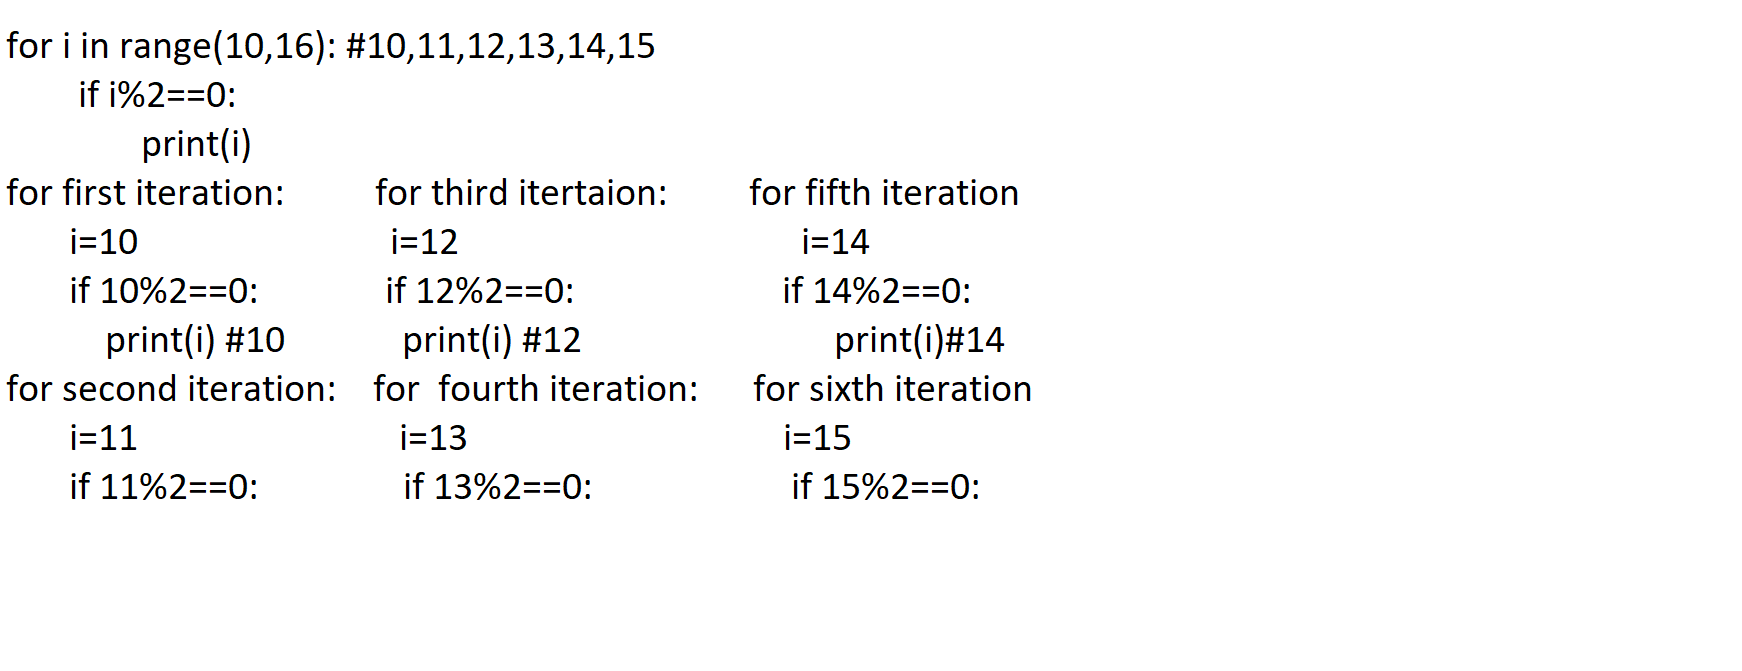 for i in range(10,16): #10,11,12,13,14,15
if i%2==0:
print(i)
for first iteration:
i=10
if 10%2==0:
print(i) #10
for second iteration:
i=11
if 11%2==0:
for third itertaion:
i=12
if 12%2==0:
print(i) #12
for  fourth iteration:
i=13
if 13%2==0:
for fifth iteration
i=14
if 14%2==0:
print(i)#14
for sixth iteration
i=15
if 15%2==0: